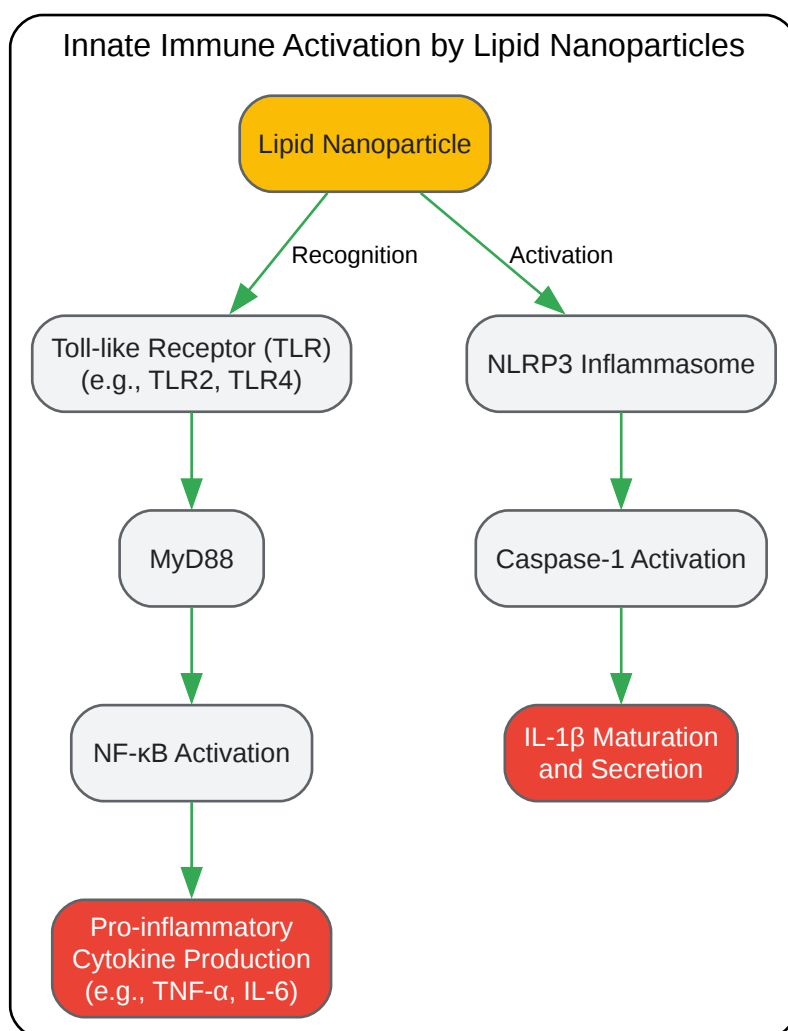 Innate Immune Activation by Lipid Nanoparticles
Lipid Nanoparticle
Recognition
Activation
Toll-like Receptor (TLR)
(e.g., TLR2, TLR4)
NLRP3 Inflammasome
MyD88
Caspase-1 Activation
NF-κB Activation
IL-1β Maturation
and Secretion
Pro-inflammatory
Cytokine Production
(e.g., TNF-α, IL-6)